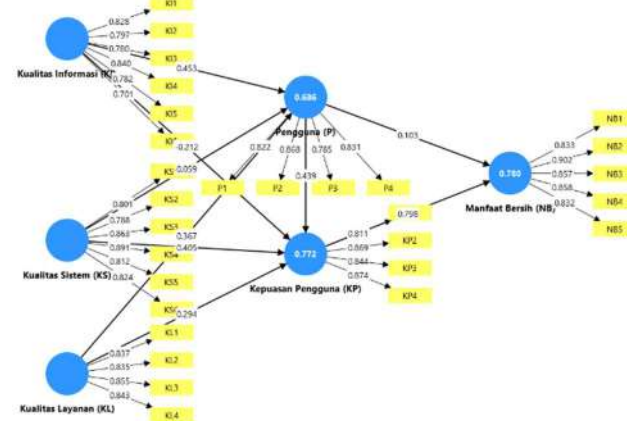 KI1
0.828
KI2
0.797
0.780
KI3
0.453
0.840
Kualitas Informasi (KI)
KI4
0.782
0.701
KI5
0.686
Pengguna (P)
0.103
NB1
0.833
NB2
0.902
0.780
0.857
NB3
0.858
NB4
Manfaat Bersih (NB)
0.832
NB5
-0.212
0.822
0.868
0.785
0.831
0.059
0.439
P1
P2
P3
P4
0.801
KS2
0.788
0.798
0.863
KS3
0.367
0.811
KP2
0.405
0.869
0.891
KS4
0.772
0.844
KP3
Kualitas Sistem (KS)
0.812
KS5
0.874
KP4
0.824
Kepuasan Pengguna (KP)
0.294
KL1
0.837
0.835
KL2
0.855
KL3
Kualitas Layanan (KL)
0.843
KL4